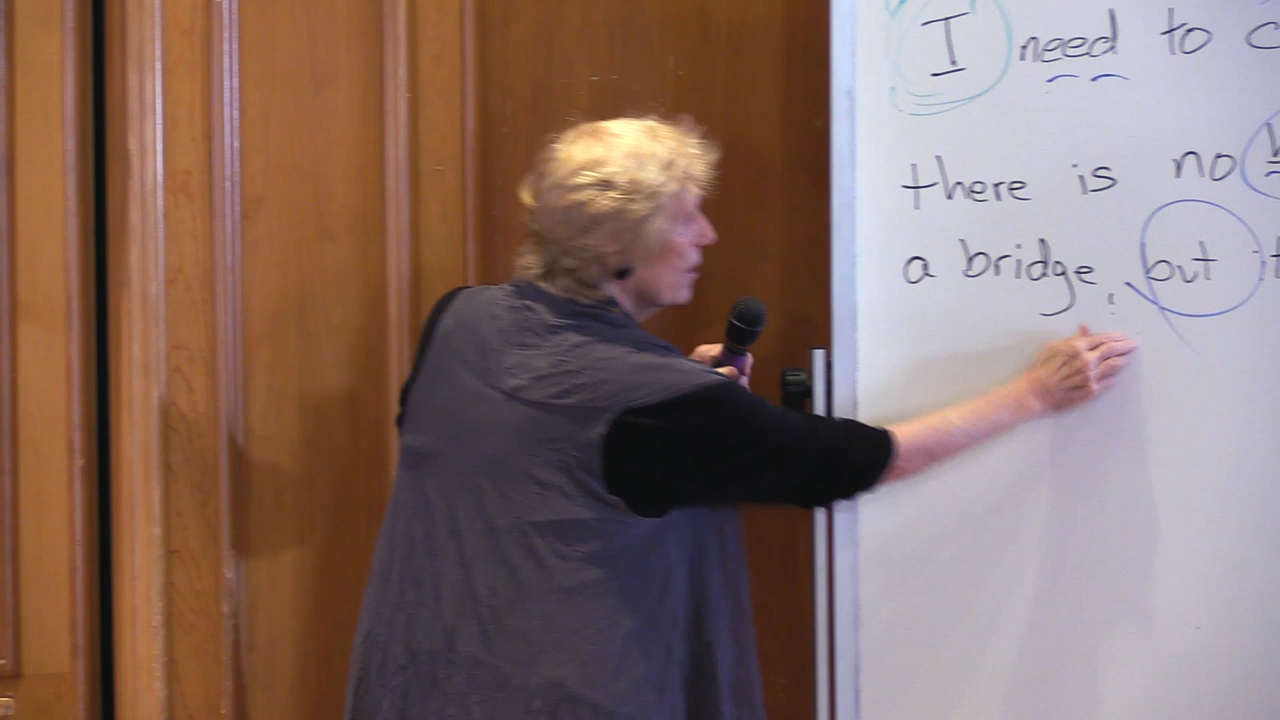 I need to
there is no
a bridge, but